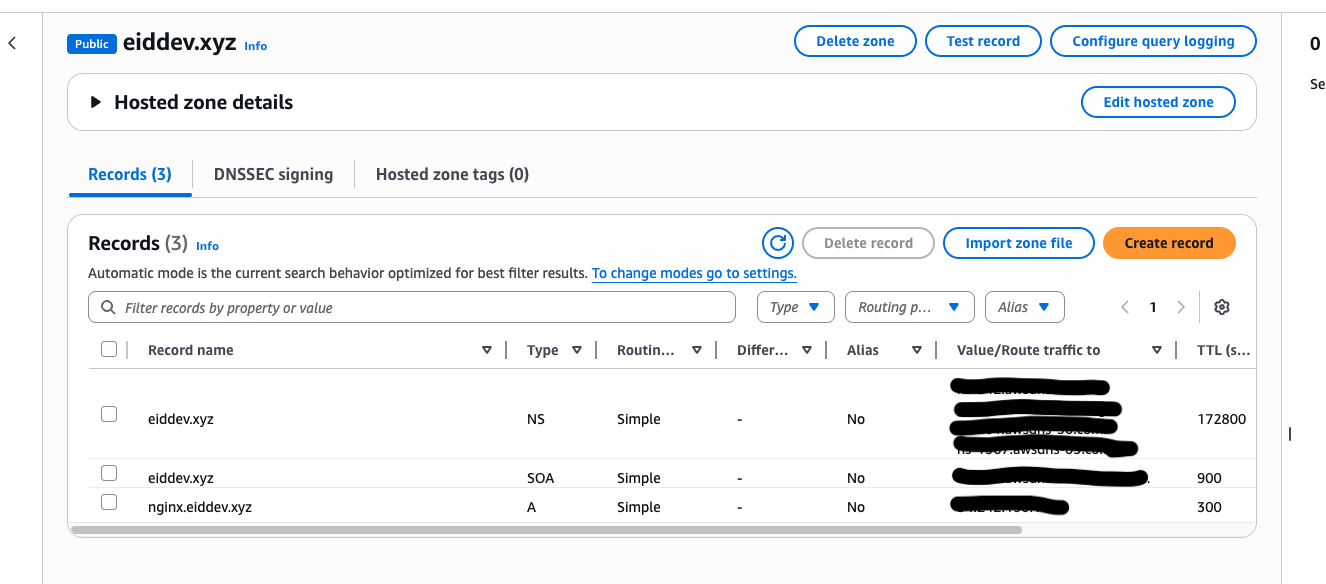 Public eiddev.xyz Info
Delete zone
Test record
Configure query logging
0
Se
Hosted zone details
Edit hosted zone
Records (3)
DNSSEC signing
Hosted zone tags (0)
Records (3) Info
Delete record
Import zone file
Create record
Automatic mode is the current search behavior optimized for best filter results. To change modes go to settings.
Filter records by property or value
Type
Routing p...
Alias
1
Record name Type Routin... Differ... Alias Value/Route traffic to TTL (s...
eiddev.xyz NS Simple - No 172800
eiddev.xyz SOA Simple - No 900
nginx.eiddev.xyz A Simple - No 300